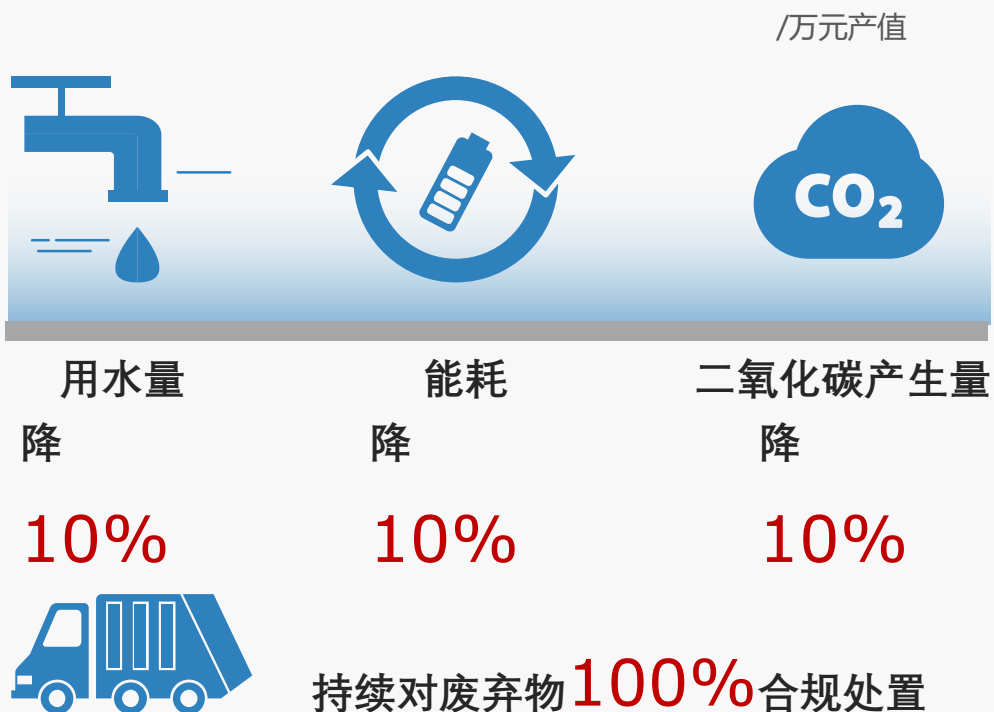 /万元产值
CO₂
用水量 能耗 二氧化碳产生量
降 降 降
10% 10% 10%
持续对废弃物100%合规处置